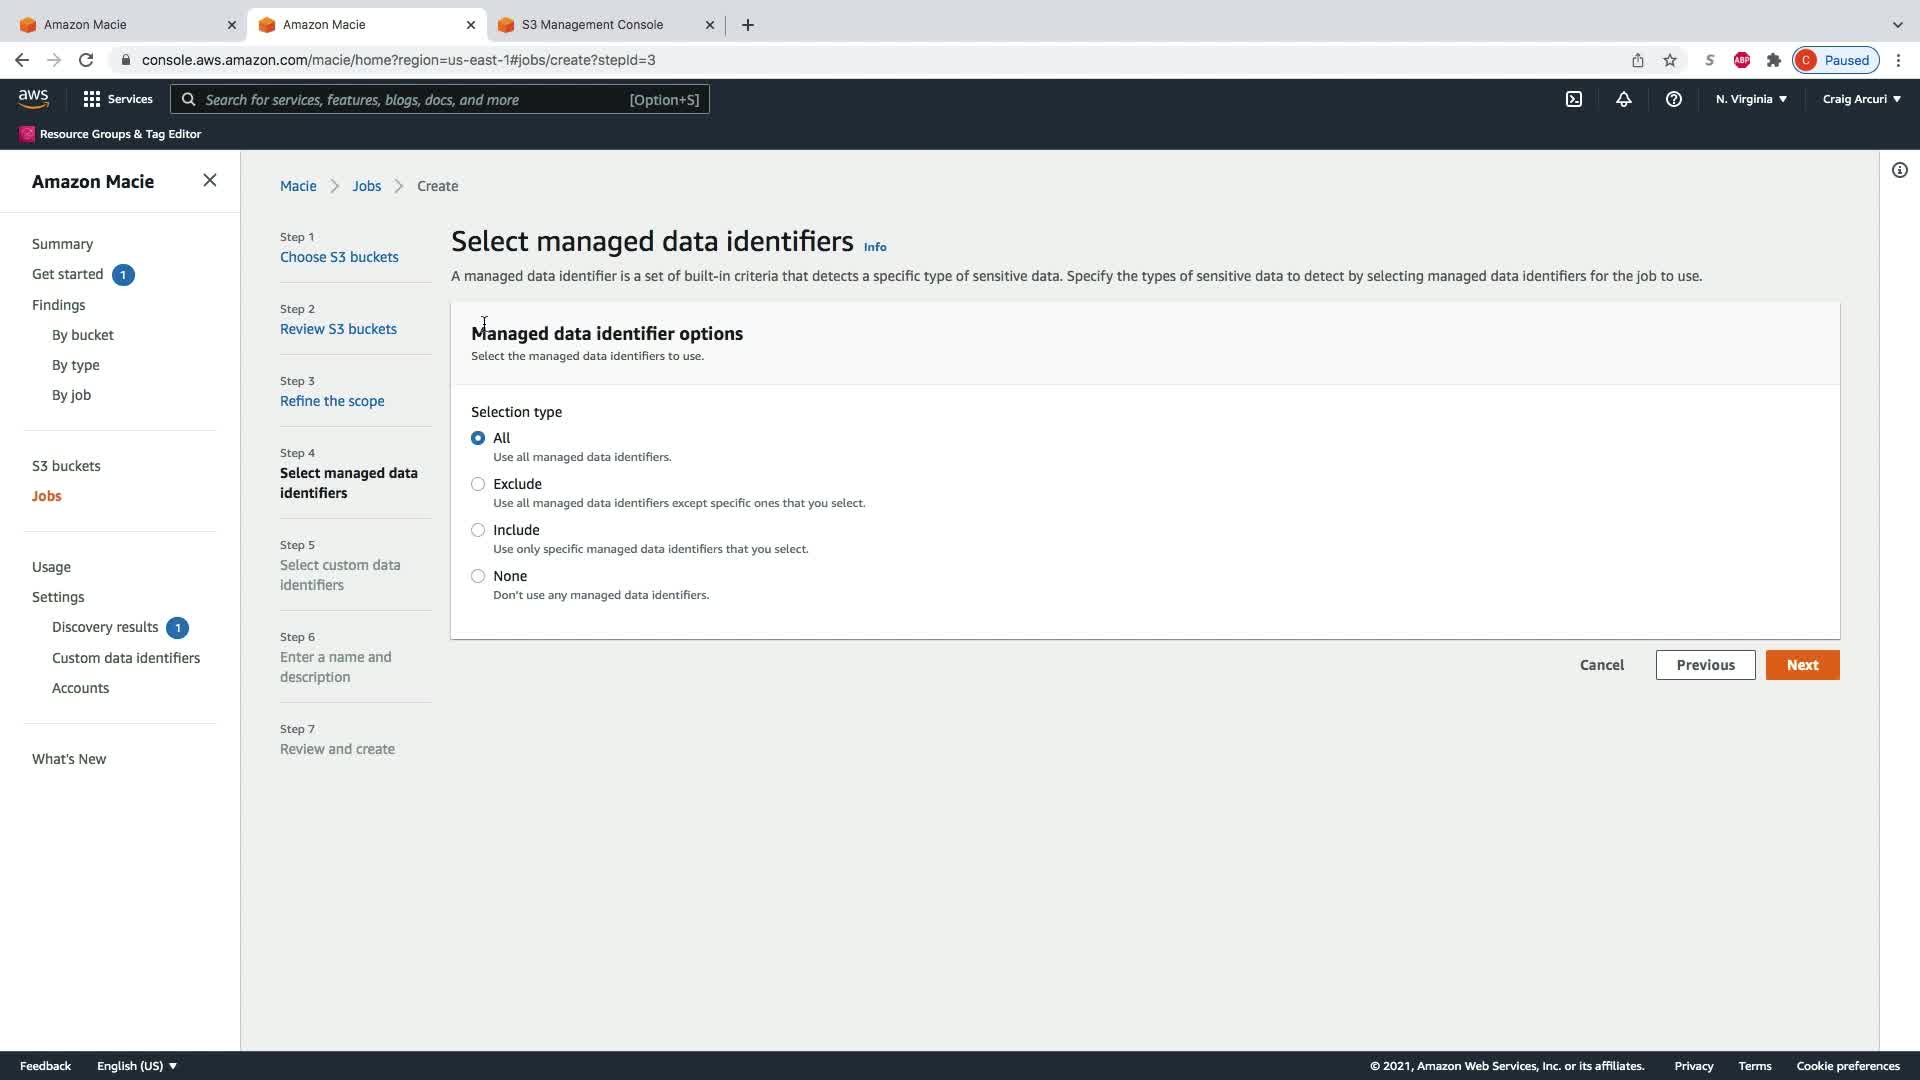 Amazon Macie
Amazon Macie
S3 Management Console
console.aws.amazon.com/macie/home?region=us-east-1#jobs/create?stepId=3
S
ABP
C
Paused
aws
Services
Search for services, features, blogs, docs, and more
[Option+S]
N. Virginia
Craig Arcuri
Resource Groups & Tag Editor
Amazon Macie
Summary
Get started 1
Findings
By bucket
By type
By job
S3 buckets
Jobs
Usage
Settings
Discovery results 1
Custom data identifiers
Accounts
What's New
Macie
Jobs
Create
Step 1
Choose S3 buckets
Step 2
Review S3 buckets
Step 3
Refine the scope
Step 4
Select managed data
identifiers
Step 5
Select custom data
identifiers
Step 6
Enter a name and
description
Step 7
Review and create
Select managed data identifiers Info
A managed data identifier is a set of built-in criteria that detects a specific type of sensitive data. Specify the types of sensitive data to detect by selecting managed data identifiers for the job to use.
Managed data identifier options
Select the managed data identifiers to use.
Selection type
All
Use all managed data identifiers.
Exclude
Use all managed data identifiers except specific ones that you select.
Include
Use only specific managed data identifiers that you select.
None
Don't use any managed data identifiers.
Cancel
Previous
Next
Feedback
English (US)
© 2021, Amazon Web Services, Inc. or its affiliates.
Privacy
Terms
Cookie preferences